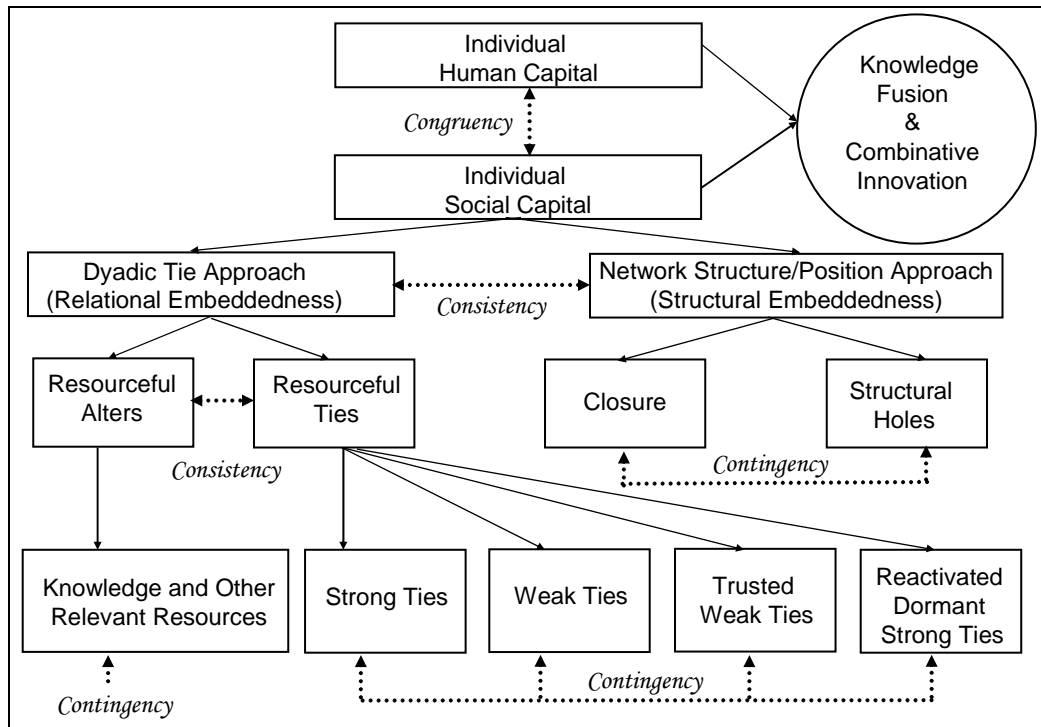 Individual
Human Capital
Knowledge
Fusion
&
Combinative
Innovation
Congruency
Individual
Social Capital
Dyadic Tie Approach
(Relational Embeddedness)
Consistency
Network Structure/Position Approach
(Structural Embeddedness)
Resourceful
Alters
Resourceful
Ties
Closure
Structural
Holes
Consistency
Contingency
Knowledge and Other
Relevant Resources
Strong Ties
Weak Ties
Trusted
Weak Ties
Reactivated
Dormant
Strong Ties
Contingency
Contingency